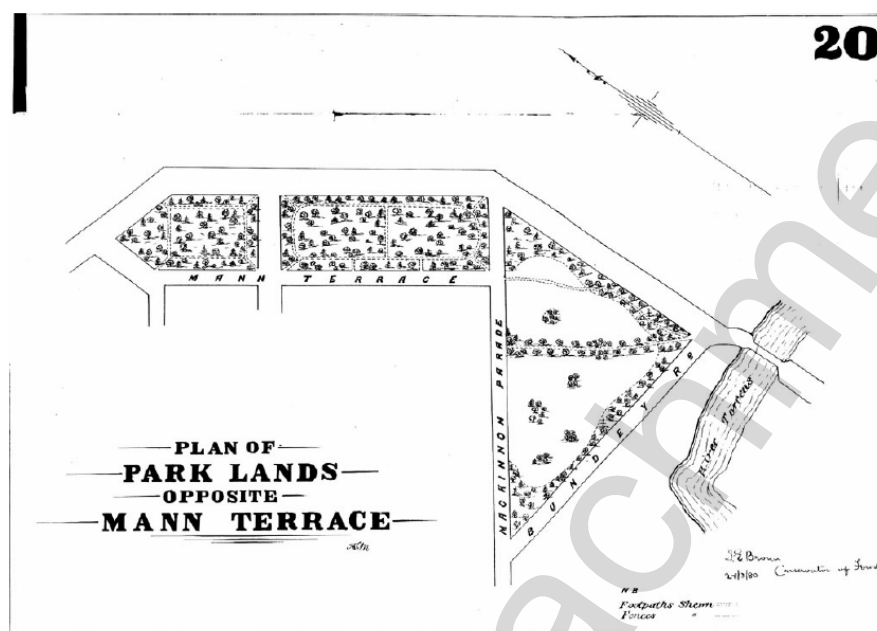 20
MANN TERRACE
MACKINNON PARADE
BUNDEY RD
River Torrens
PLAN OF
PARK LANDS
OPPOSITE
MANN TERRACE
J E Brown
Conservator of
N B
Footpaths Shewn
Fences "
achme